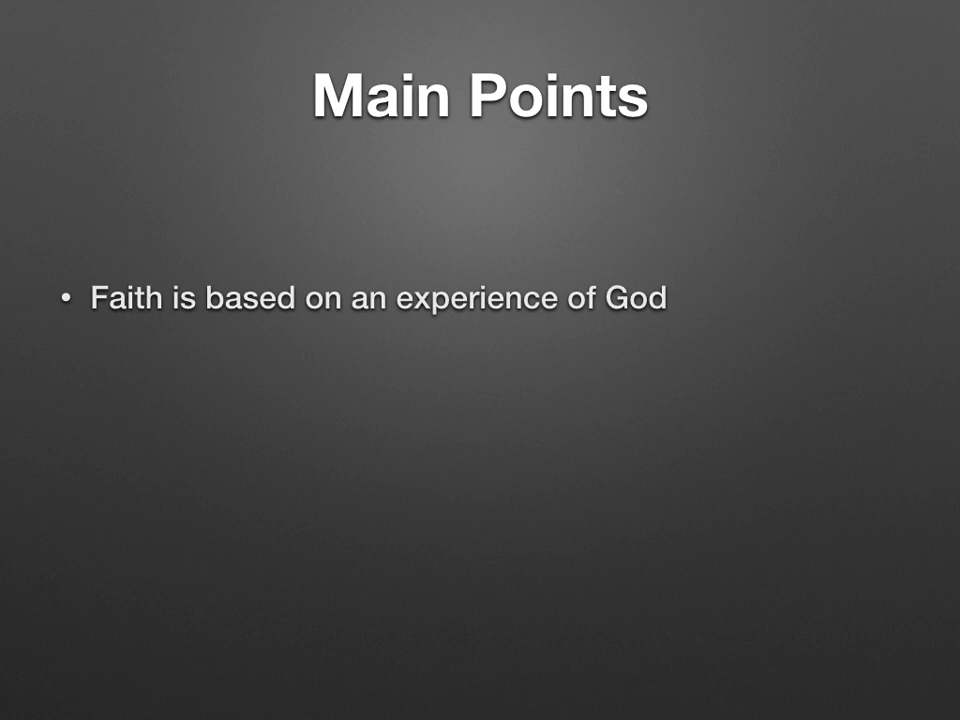 Main Points
• Faith is based on an experience of God